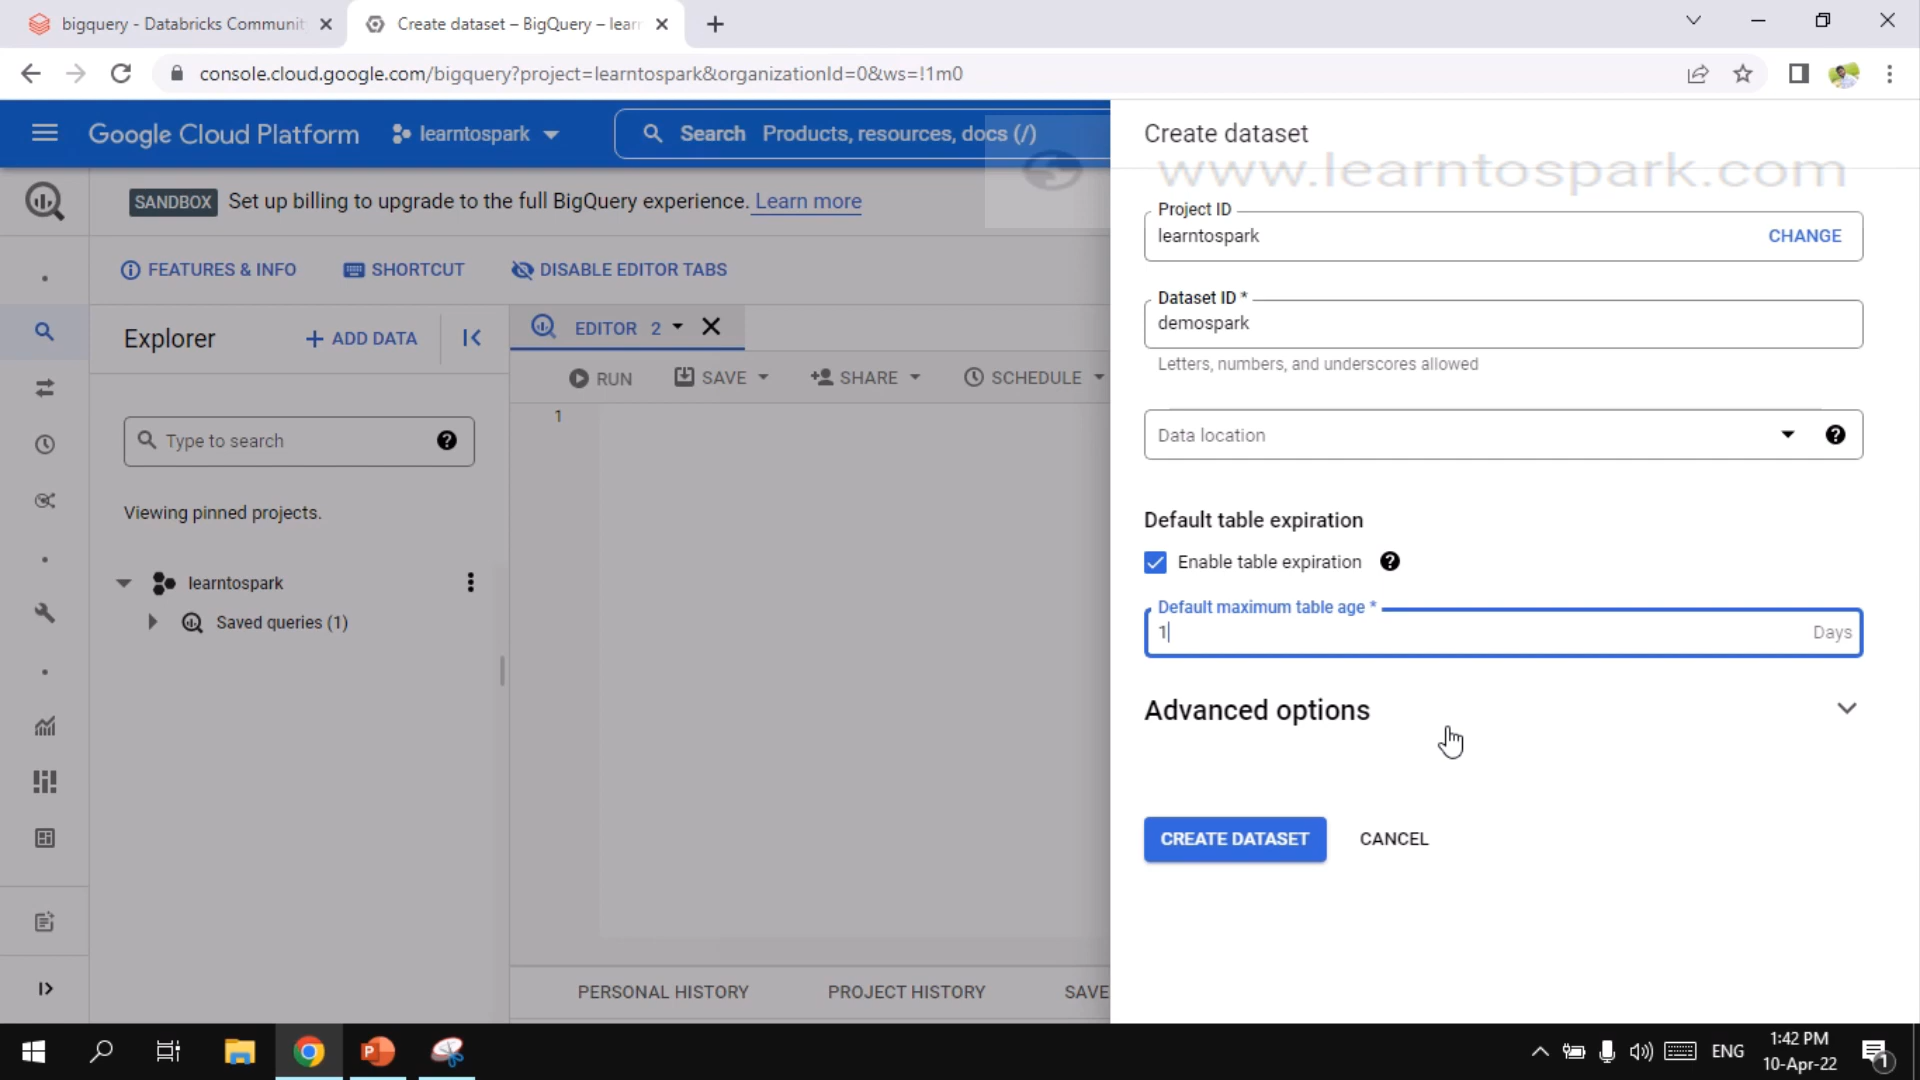 bigquery - Databricks Communit
Create dataset – BigQuery – lear
console.cloud.google.com/bigquery?project=learntospark&organizationId=0&ws=!1m0
Google Cloud Platform
learntospark
Search Products, resources, docs (/)
Create dataset
www.learntospark.com
SANDBOX Set up billing to upgrade to the full BigQuery experience. Learn more
Project ID
learntospark
CHANGE
FEATURES & INFO
SHORTCUT
DISABLE EDITOR TABS
Dataset ID *
demospark
Letters, numbers, and underscores allowed
Explorer
+ ADD DATA
EDITOR 2
RUN
SAVE
SHARE
SCHEDULE
1
Type to search
Data location
Viewing pinned projects.
Default table expiration
Enable table expiration
learntospark
Saved queries (1)
Default maximum table age *
1
Days
Advanced options
CREATE DATASET
CANCEL
PERSONAL HISTORY
PROJECT HISTORY
SAVE
ENG
1:42 PM
10-Apr-22
1